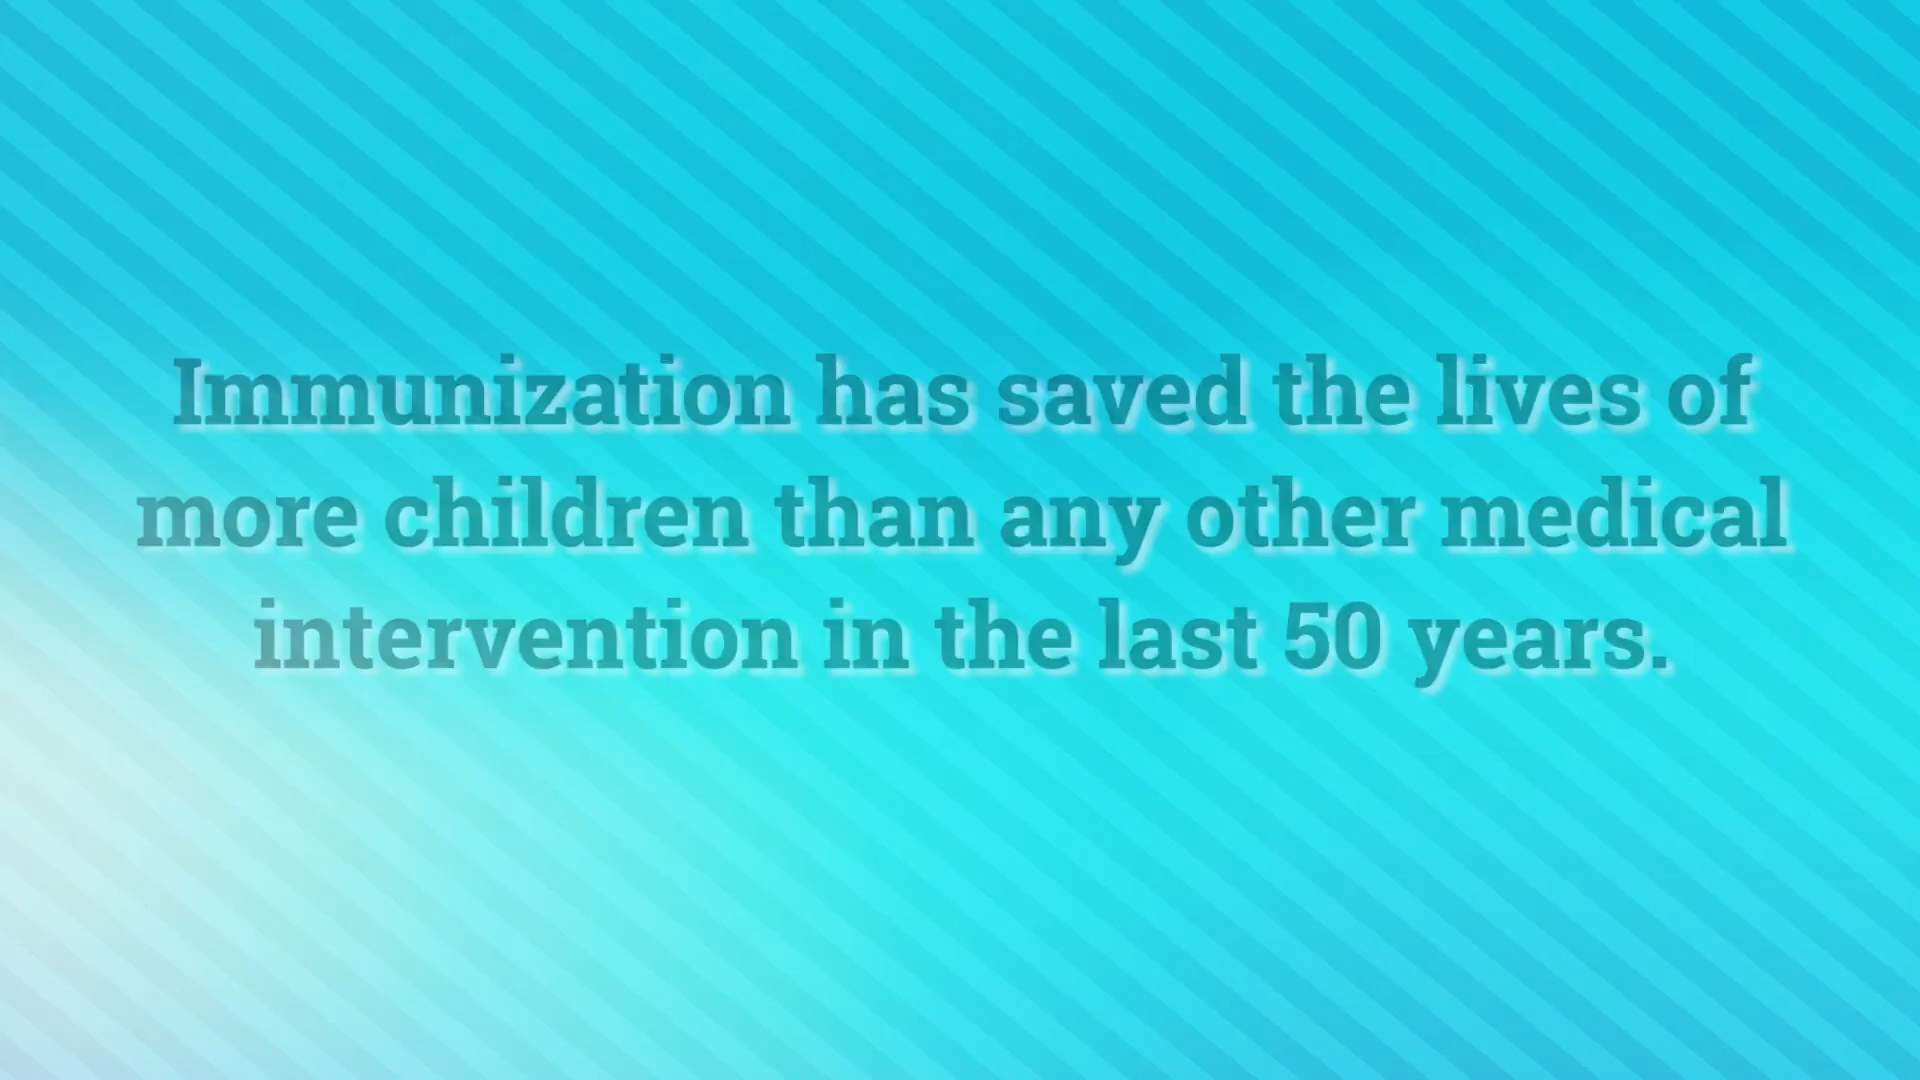 Immunization has saved the lives of
more children than any other medical
intervention in the last 50 years.